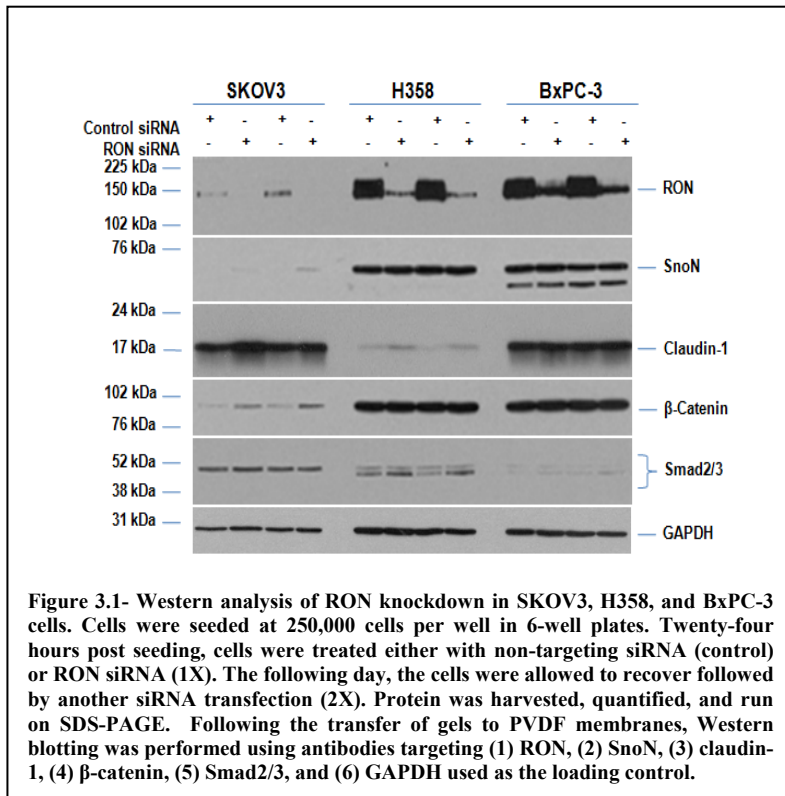 SKOV3 H358 BxPC-3
Control siRNA + - + - + - + - + - + -
RON siRNA - + - + - + - + - + - +
225 kDa
150 kDa RON
102 kDa
76 kDa
SnoN
24 kDa
17 kDa Claudin-1
102 kDa
β-Catenin
76 kDa
52 kDa
Smad2/3
38 kDa
31 kDa
GAPDH
Figure 3.1- Western analysis of RON knockdown in SKOV3, H358, and BxPC-3
cells. Cells were seeded at 250,000 cells per well in 6-well plates. Twenty-four
hours post seeding, cells were treated either with non-targeting siRNA (control)
or RON siRNA (1X). The following day, the cells were allowed to recover followed
by another siRNA transfection (2X). Protein was harvested, quantified, and run
on SDS-PAGE. Following the transfer of gels to PVDF membranes, Western
blotting was performed using antibodies targeting (1) RON, (2) SnoN, (3) claudin-
1, (4) β-catenin, (5) Smad2/3, and (6) GAPDH used as the loading control.